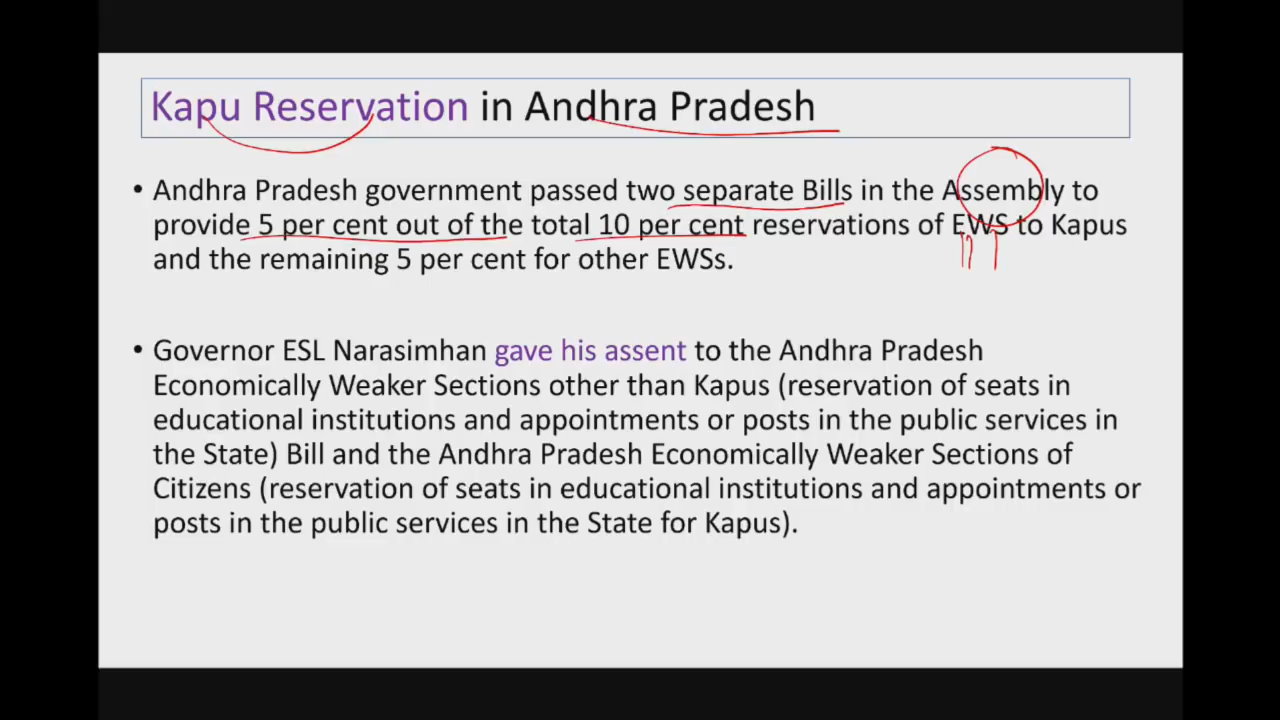 Kapu Reservation in Andhra Pradesh
• Andhra Pradesh government passed two separate Bills in the Assembly to
provide 5 per cent out of the total 10 per cent reservations of EWS to Kapus
and the remaining 5 per cent for other EWSs.
• Governor ESL Narasimhan gave his assent to the Andhra Pradesh
Economically Weaker Sections other than Kapus (reservation of seats in
educational institutions and appointments or posts in the public services in
the State) Bill and the Andhra Pradesh Economically Weaker Sections of
Citizens (reservation of seats in educational institutions and appointments or
posts in the public services in the State for Kapus).